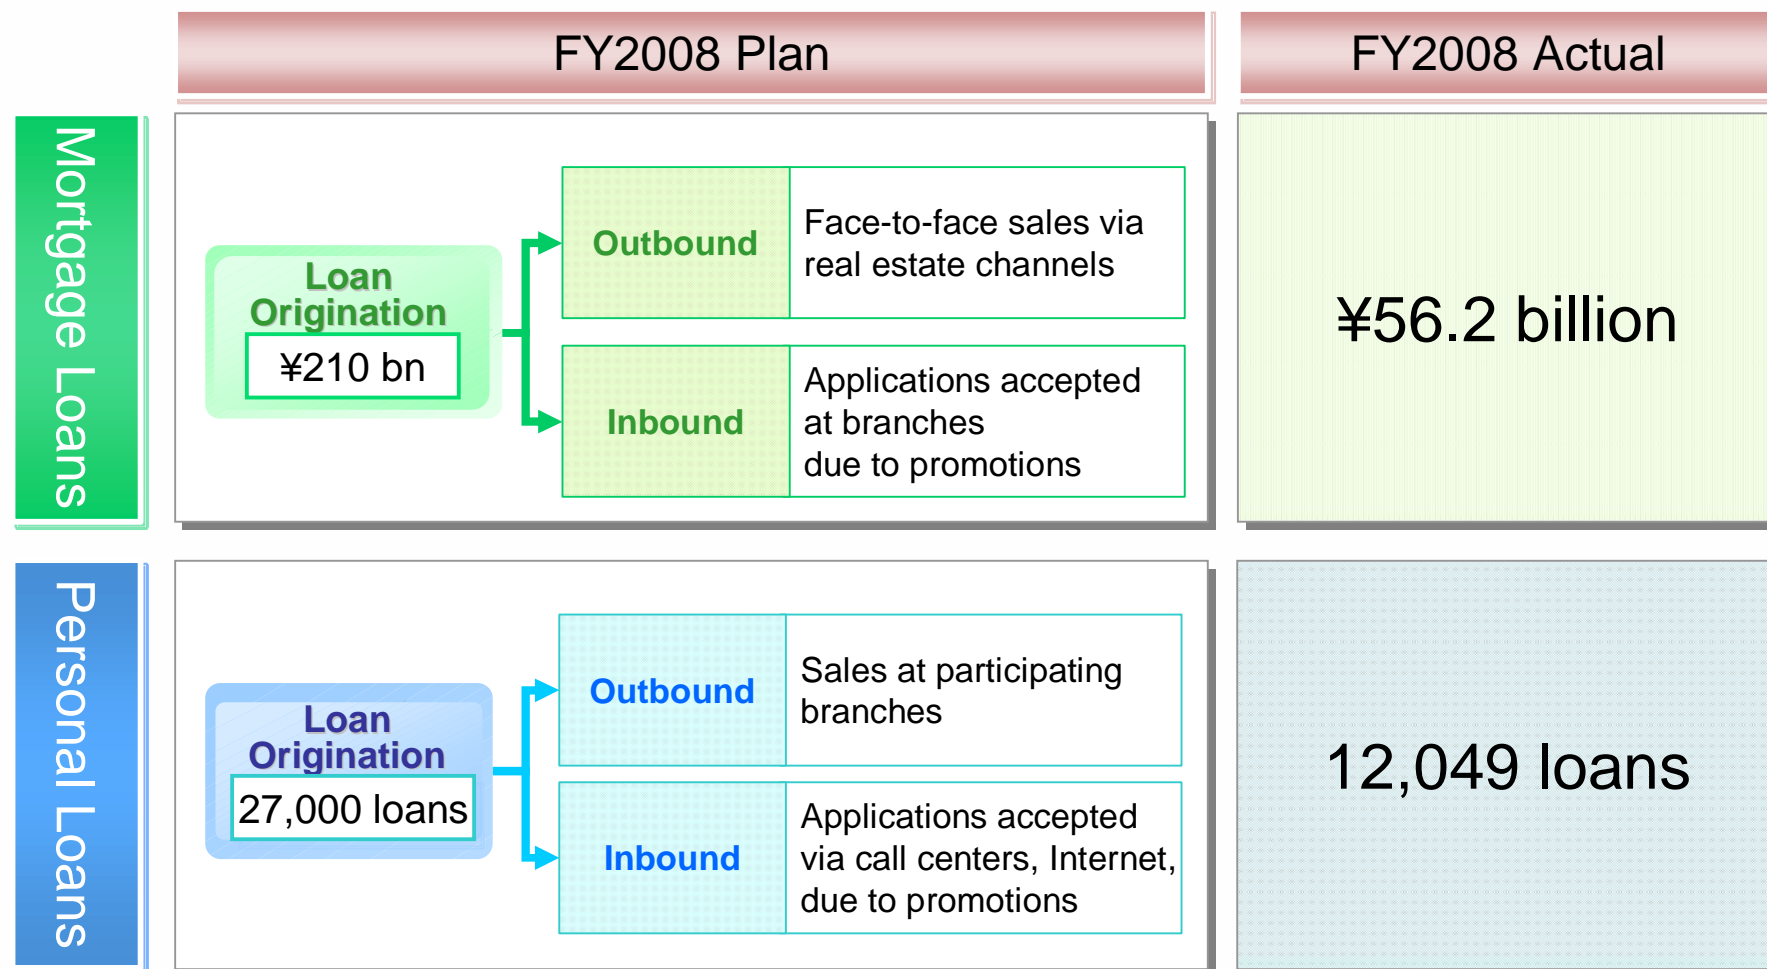 FY2008 Plan
FY2008 Actual
Mortgage Loans
Loan
Origination
¥210 bn
Outbound
Face-to-face sales via
real estate channels
Inbound
Applications accepted
at branches
due to promotions
¥56.2 billion
Personal Loans
Loan
Origination
27,000 loans
Outbound
Sales at participating
branches
Inbound
Applications accepted
via call centers, Internet,
due to promotions
12,049 loans